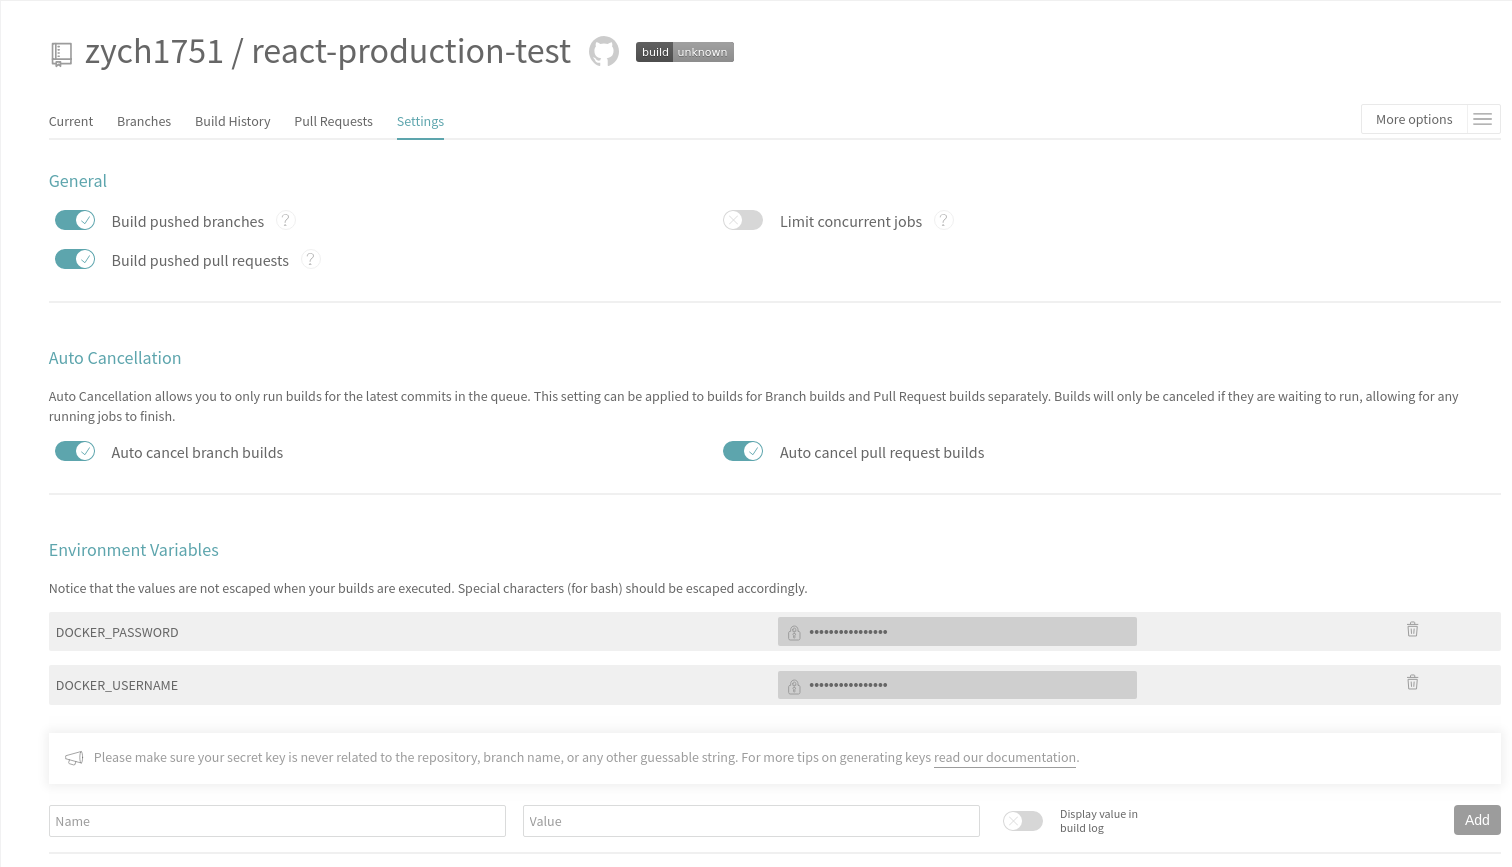 zych1751 / react-production-test
build unknown
Current Branches Build History Pull Requests Settings More options
General
Build pushed branches ? Limit concurrent jobs ?
Build pushed pull requests ?
Auto Cancellation
Auto Cancellation allows you to only run builds for the latest commits in the queue. This setting can be applied to builds for Branch builds and Pull Request builds separately. Builds will only be canceled if they are waiting to run, allowing for any
running jobs to finish.
Auto cancel branch builds Auto cancel pull request builds
Environment Variables
Notice that the values are not escaped when your builds are executed. Special characters (for bash) should be escaped accordingly.
DOCKER_PASSWORD ••••••••••••••••
DOCKER_USERNAME ••••••••••••••••
Please make sure your secret key is never related to the repository, branch name, or any other guessable string. For more tips on generating keys read our documentation.
Name Value Display value in
build log
Add